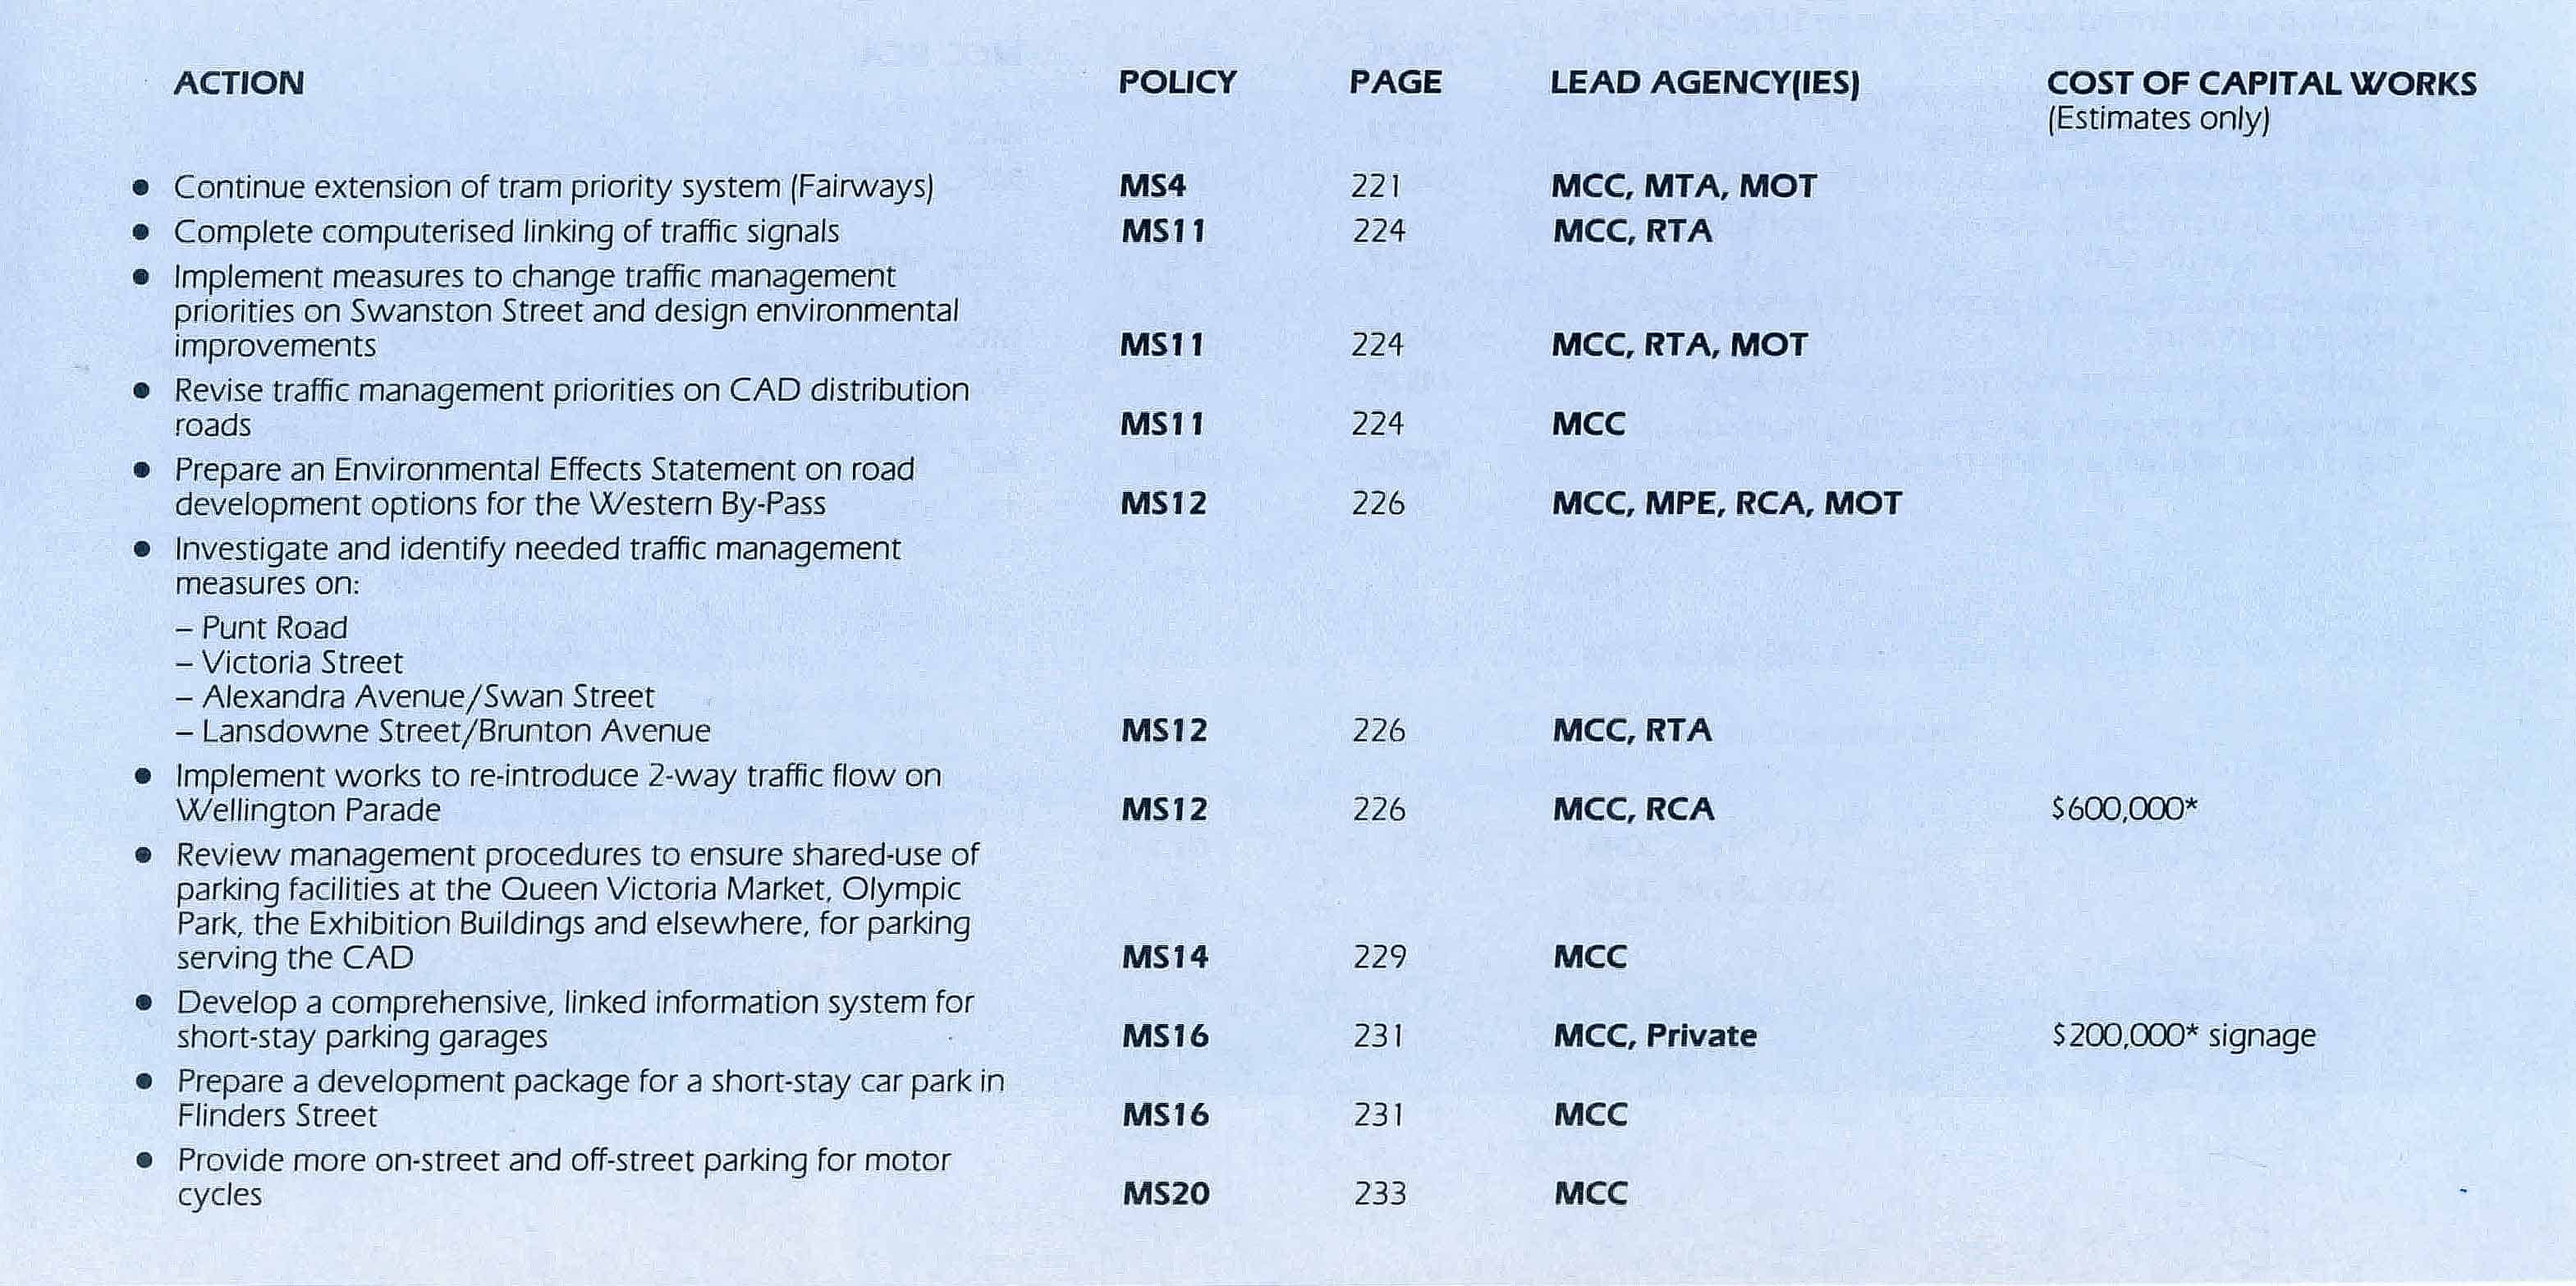 ACTION POLICY PAGE LEAD AGENCY(IES) COST OF CAPITAL WORKS
(Estimates only)
● Continue extension of tram priority system (Fairways) MS4 221 MCC, MTA, MOT
● Complete computerised linking of traffic signals MS11 224 MCC, RTA
● Implement measures to change traffic management
priorities on Swanston Street and design environmental
improvements MS11 224 MCC, RTA, MOT
● Revise traffic management priorities on CAD distribution
roads MS11 224 MCC
● Prepare an Environmental Effects Statement on road
development options for the Western By-Pass MS12 226 MCC, MPE, RCA, MOT
● Investigate and identify needed traffic management
measures on:
– Punt Road
– Victoria Street
– Alexandra Avenue/Swan Street
– Lansdowne Street/Brunton Avenue MS12 226 MCC, RTA
● Implement works to re-introduce 2-way traffic flow on
Wellington Parade MS12 226 MCC, RCA $600,000*
● Review management procedures to ensure shared-use of
parking facilities at the Queen Victoria Market, Olympic
Park, the Exhibition Buildings and elsewhere, for parking
serving the CAD MS14 229 MCC
● Develop a comprehensive, linked information system for
short-stay parking garages MS16 231 MCC, Private $200,000* signage
● Prepare a development package for a short-stay car park in
Flinders Street MS16 231 MCC
● Provide more on-street and off-street parking for motor
cycles MS20 233 MCC